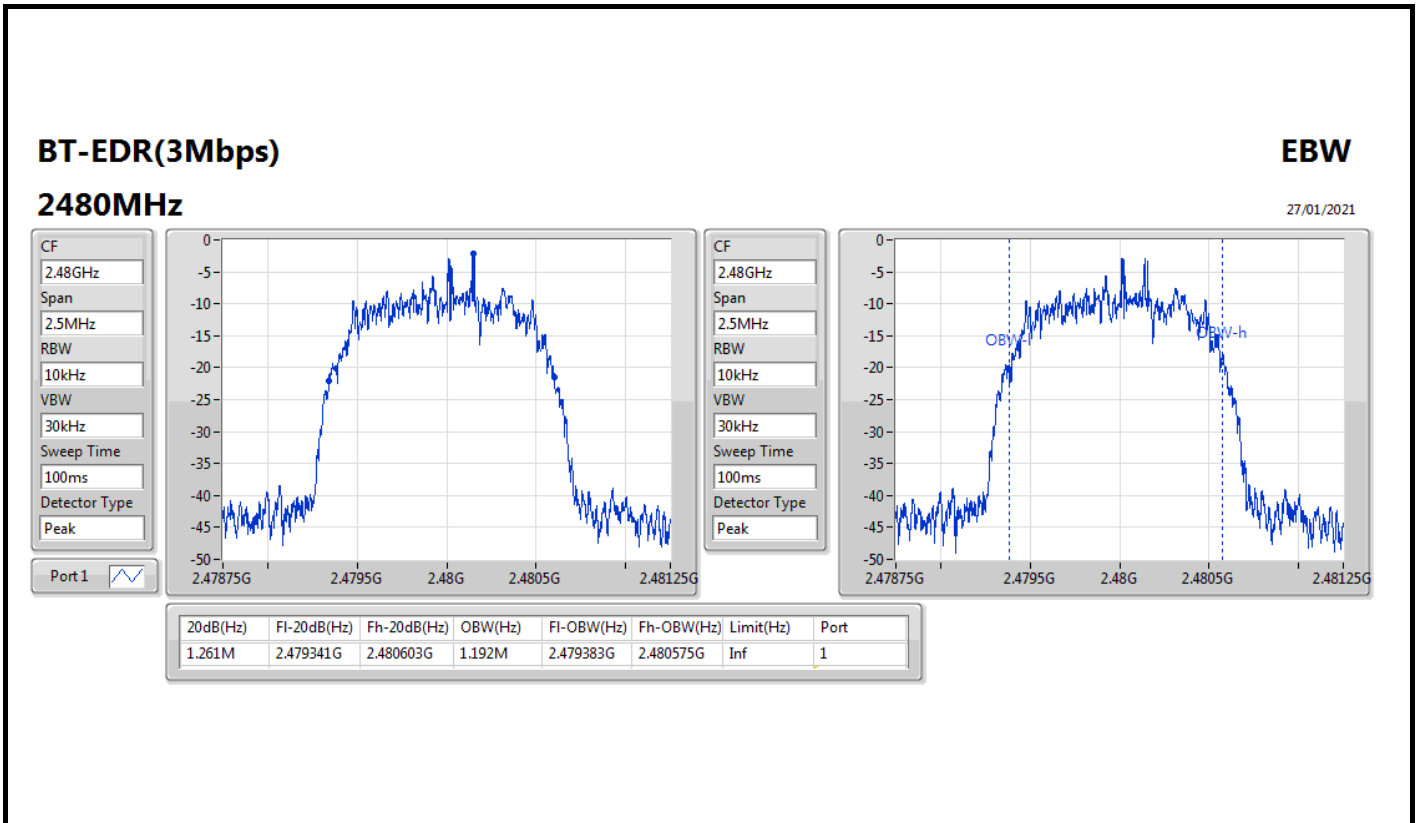 BT-EDR(3Mbps)
EBW
2480MHz
27/01/2021
CF
2.48GHz
Span
2.5MHz
RBW
10kHz
VBW
30kHz
Sweep Time
100ms
Detector Type
Peak
Port 1
0
-5
-10
-15
-20
-25
-30
-35
-40
-45
-50
2.47875G 2.4795G 2.48G 2.4805G 2.48125G
CF
2.48GHz
Span
2.5MHz
RBW
10kHz
VBW
30kHz
Sweep Time
100ms
Detector Type
Peak
0
-5
-10
-15
-20
-25
-30
-35
-40
-45
-50
OBW-l
OBW-h
2.47875G 2.4795G 2.48G 2.4805G 2.48125G
20dB(Hz) Fl-20dB(Hz) Fh-20dB(Hz) OBW(Hz) Fl-OBW(Hz) Fh-OBW(Hz) Limit(Hz) Port
1.261M 2.479341G 2.480603G 1.192M 2.479383G 2.480575G Inf 1